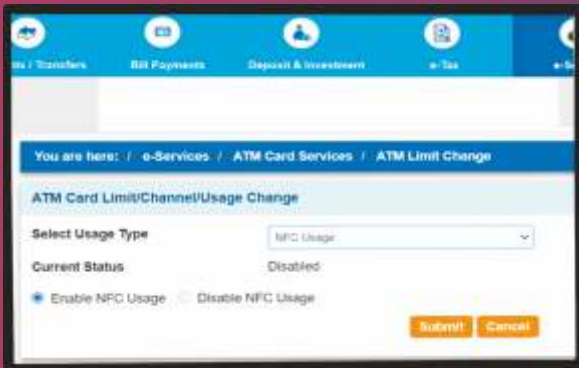 ts / Transfers Bill Payments Deposit & Investment e-Tax e-Se
You are here: / e-Services / ATM Card Services / ATM Limit Change
ATM Card Limit/Channel/Usage Change
Select Usage Type NFC Usage
Current Status Disabled
Enable NFC Usage Disable NFC Usage
Submit Cancel